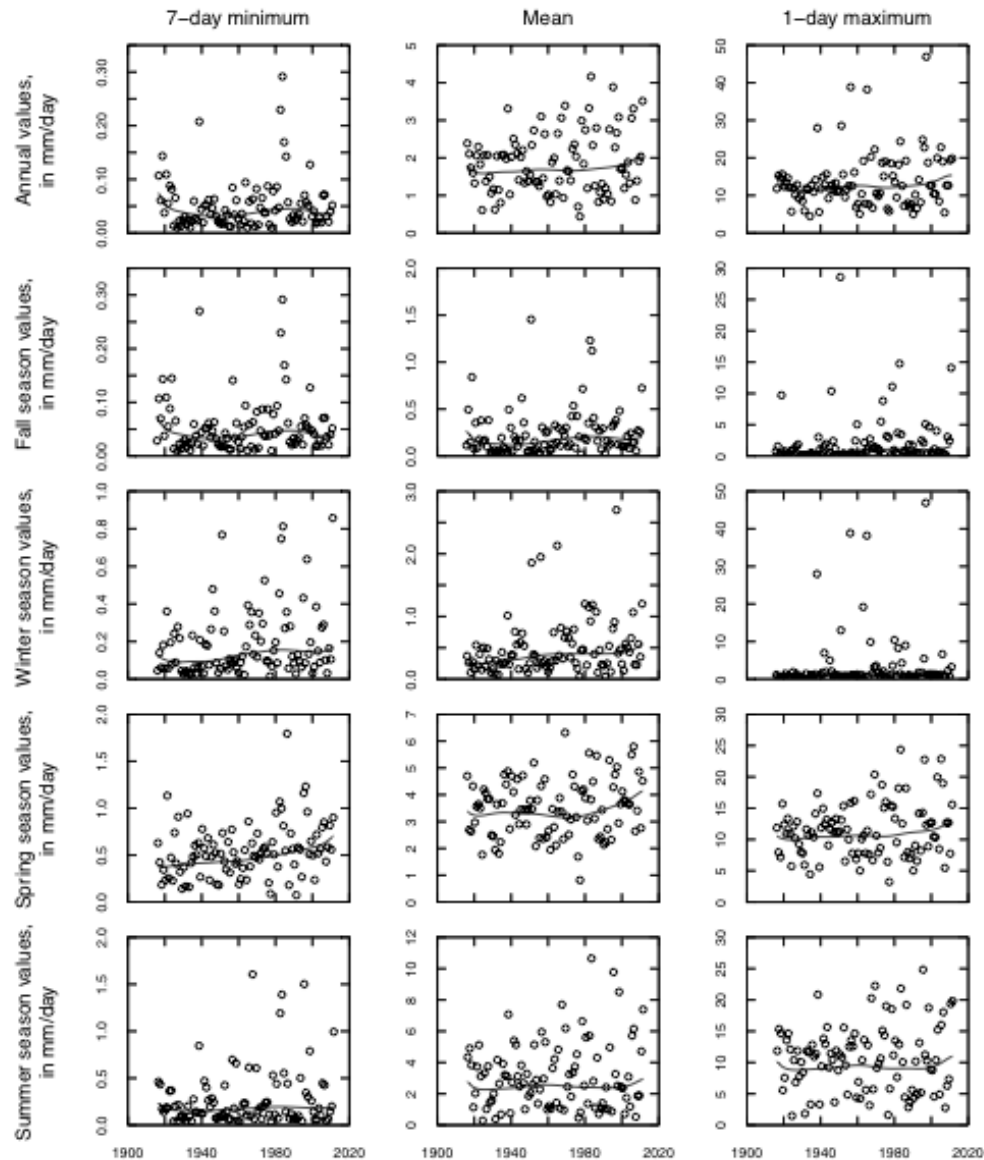 7-day minimum Mean 1-day maximum
Annual values,
in mm/day
0.00 0.10 0.20 0.30
0 1 2 3 4 5
0 10 20 30 40 50
Fall season values,
in mm/day
0.00 0.10 0.20 0.30
0.0 0.5 1.0 1.5 2.0
0 5 10 15 20 25 30
Winter season values,
in mm/day
0.0 0.2 0.4 0.6 0.8 1.0
0.0 1.0 2.0 3.0
0 10 20 30 40 50
Spring season values,
in mm/day
0.0 0.5 1.0 1.5 2.0
0 1 2 3 4 5 6 7
0 5 10 15 20 25 30
Summer season values,
in mm/day
0.0 0.5 1.0 1.5 2.0
0 2 4 6 8 10 12
0 5 10 15 20 25 30
1900 1940 1980 2020 1900 1940 1980 2020 1900 1940 1980 2020